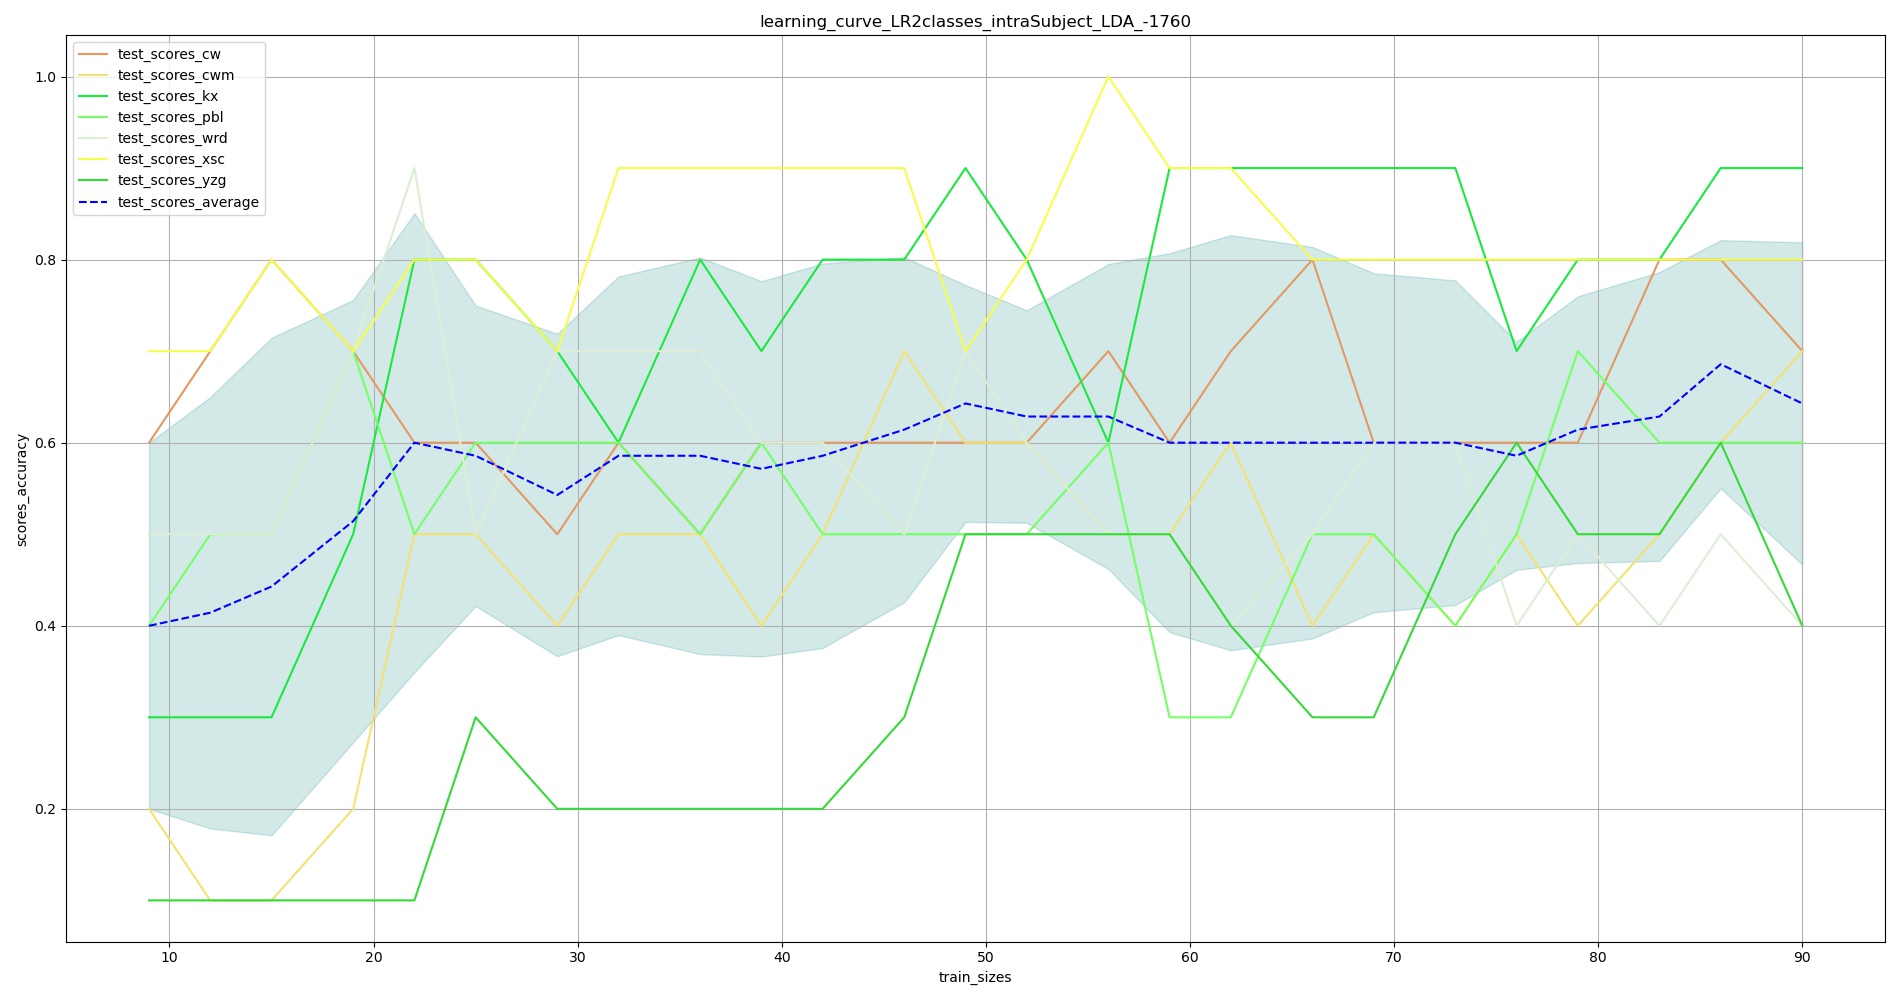 learning_curve_LR2classes_intraSubject_LDA_-1760
test_scores_cw
test_scores_cwm
test_scores_kx
test_scores_pbl
test_scores_wrd
test_scores_xsc
test_scores_yzg
test_scores_average
1.0
0.8
0.6
0.4
0.2
scores_accuracy
10 20 30 40 50 60 70 80 90
train_sizes